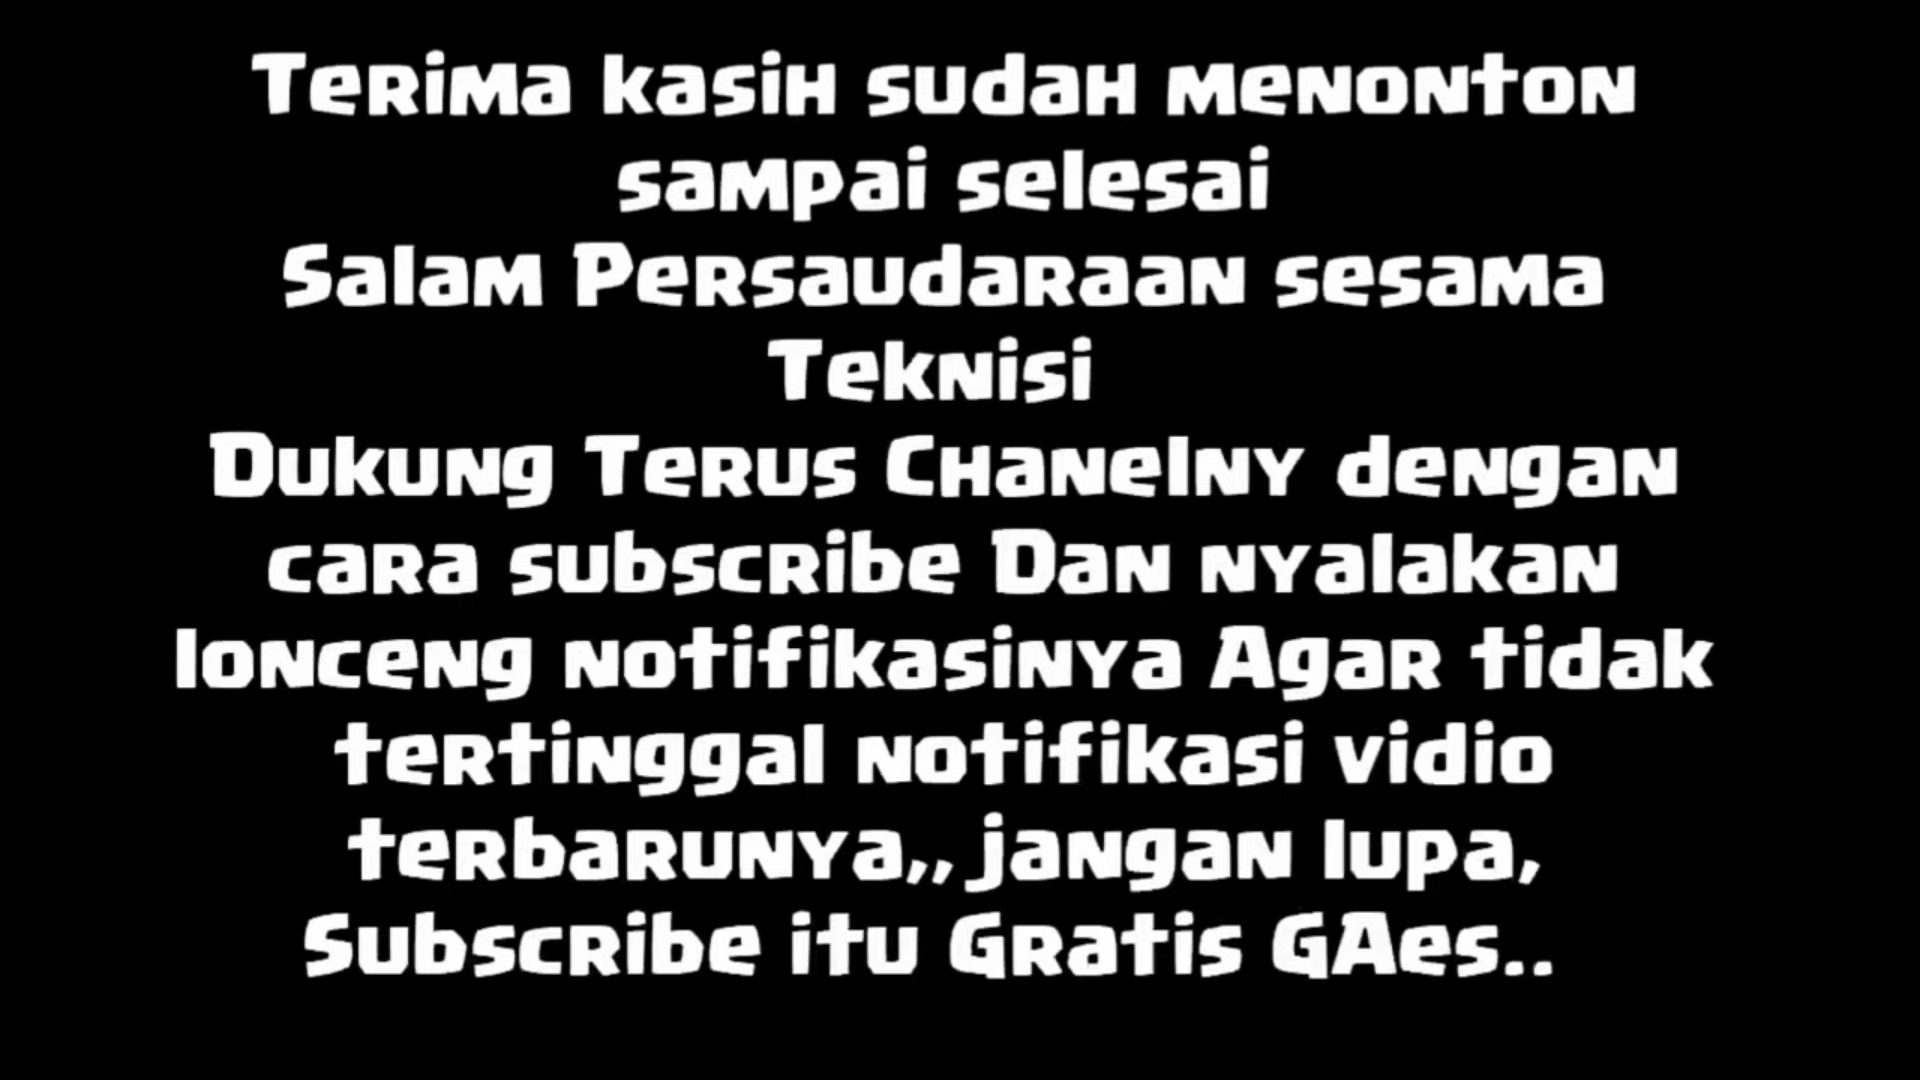 Terima kasih sudah menonton
sampai selesai
Salam Persaudaraan sesama
Teknisi
Dukung Terus Chanelny dengan
cara subscribe Dan nyalakan
lonceng notifikasinya Agar tidak
tertinggal notifikasi vidio
terbarunya,, jangan lupa,
Subscribe itu Gratis GAes..